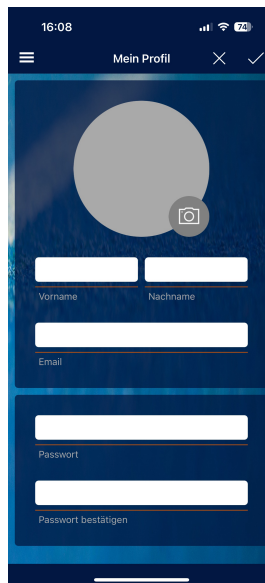 16:08 74
Mein Profil
Vorname Nachname
Email
Passwort
Passwort bestätigen